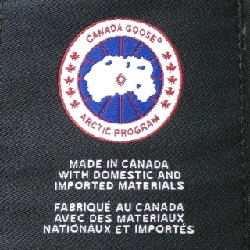 CANADA GOOSE®
ARCTIC PROGRAM
MADE IN CANADA
WITH DOMESTIC AND
IMPORTED MATERIALS
FABRIQUÉ AU CANADA
AVEC DES MATERIAUX
NATIONAUX ET IMPORTÉS